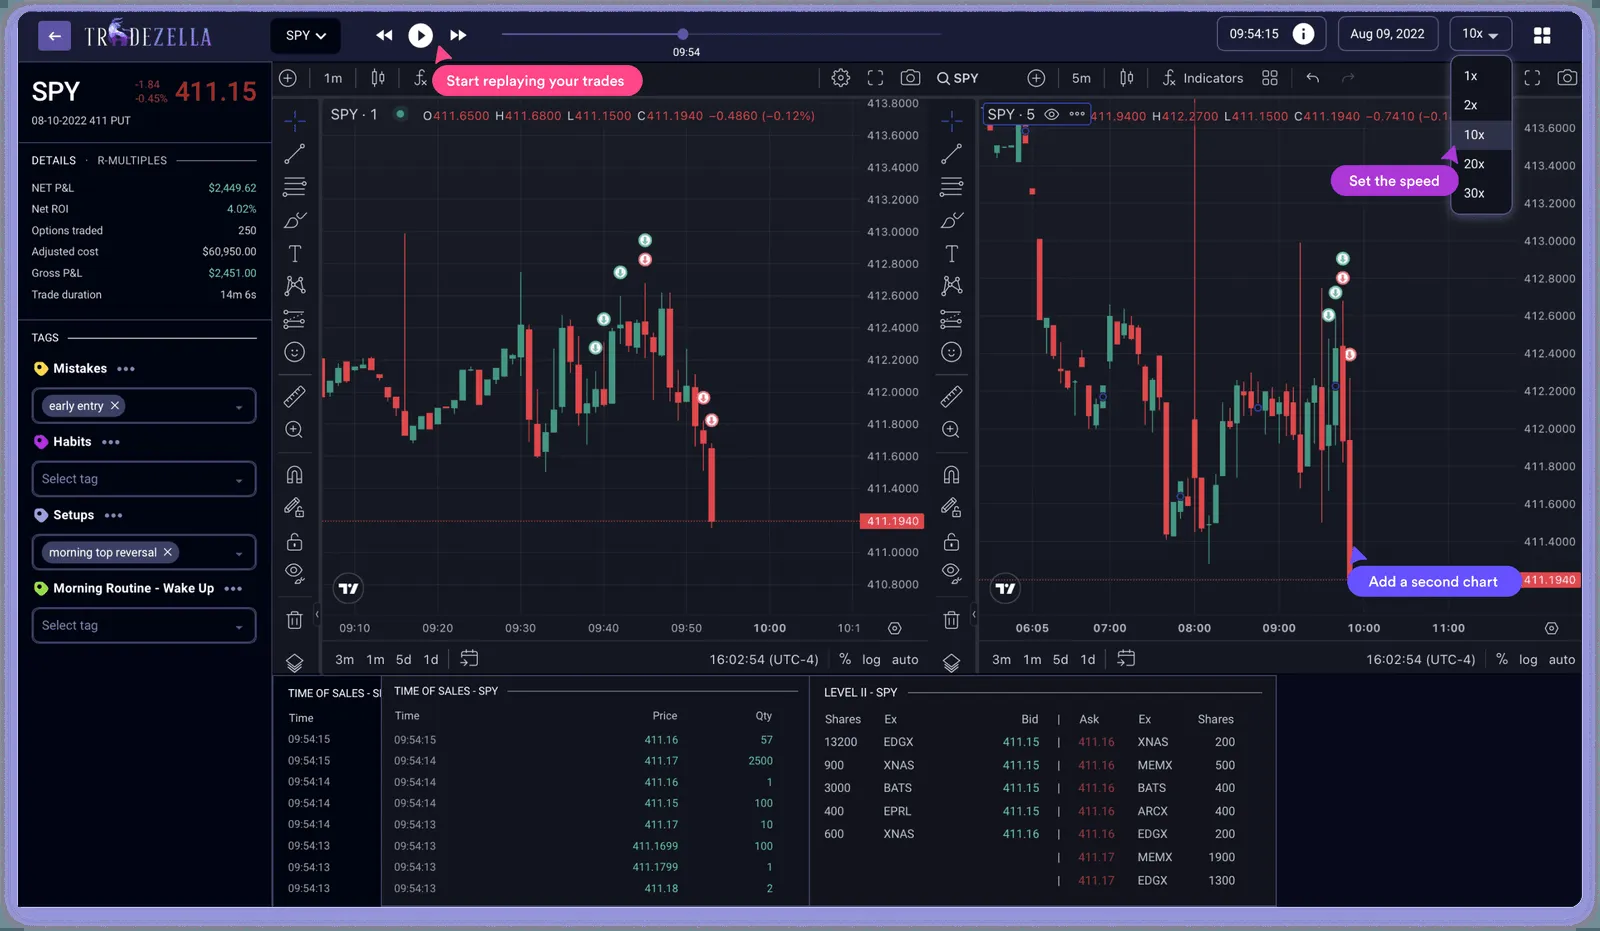 TRADEZELLA
SPY
09:54
09:54:15
Aug 09, 2022
10x
1x
2x
10x
20x
30x
Start replaying your trades
Set the speed
Add a second chart
SPY
-1.84
-0.45%
411.15
08-10-2022 411 PUT
DETAILS · R-MULTIPLES
NET P&L $2,449.62
Net ROI 4.02%
Options traded 250
Adjusted cost $60,950.00
Gross P&L $2,451.00
Trade duration 14m 6s
TAGS
Mistakes
early entry
Habits
Select tag
Setups
morning top reversal
Morning Routine - Wake Up
Select tag
1m
SPY · 1
O411.6500 H411.6800 L411.1500 C411.1940 −0.4860 (−0.12%)
413.8000
413.6000
413.4000
413.2000
413.0000
412.8000
412.6000
412.4000
412.2000
412.0000
411.8000
411.6000
411.4000
411.1940
411.0000
410.8000
09:10 09:20 09:30 09:40 09:50 10:00 10:1
3m 1m 5d 1d
16:02:54 (UTC-4) % log auto
SPY
5m
Indicators
SPY · 5
411.9400 H412.2700 L411.1500 C411.1940 −0.7410 (−0.1
413.6000
413.4000
413.2000
413.0000
412.8000
412.6000
412.4000
412.2000
412.0000
411.8000
411.6000
411.4000
411.1940
06:05 07:00 08:00 09:00 10:00 11:00
3m 1m 5d 1d
16:02:54 (UTC-4) % log auto
TIME OF SALES - S
Time
09:54:15
09:54:15
09:54:14
09:54:14
09:54:14
09:54:13
09:54:13
09:54:13
TIME OF SALES - SPY
Time Price Qty
09:54:15 411.16 57
09:54:14 411.17 2500
09:54:14 411.16 1
09:54:14 411.15 100
09:54:13 411.17 10
09:54:13 411.1699 100
09:54:13 411.1799 1
09:54:13 411.18 2
LEVEL II - SPY
Shares Ex Bid | Ask Ex Shares
13200 EDGX 411.15 | 411.16 XNAS 200
900 XNAS 411.15 | 411.16 MEMX 500
3000 BATS 411.15 | 411.16 BATS 400
400 EPRL 411.15 | 411.16 ARCX 400
600 XNAS 411.16 | 411.16 EDGX 200
| 411.17 MEMX 1900
| 411.17 EDGX 1300